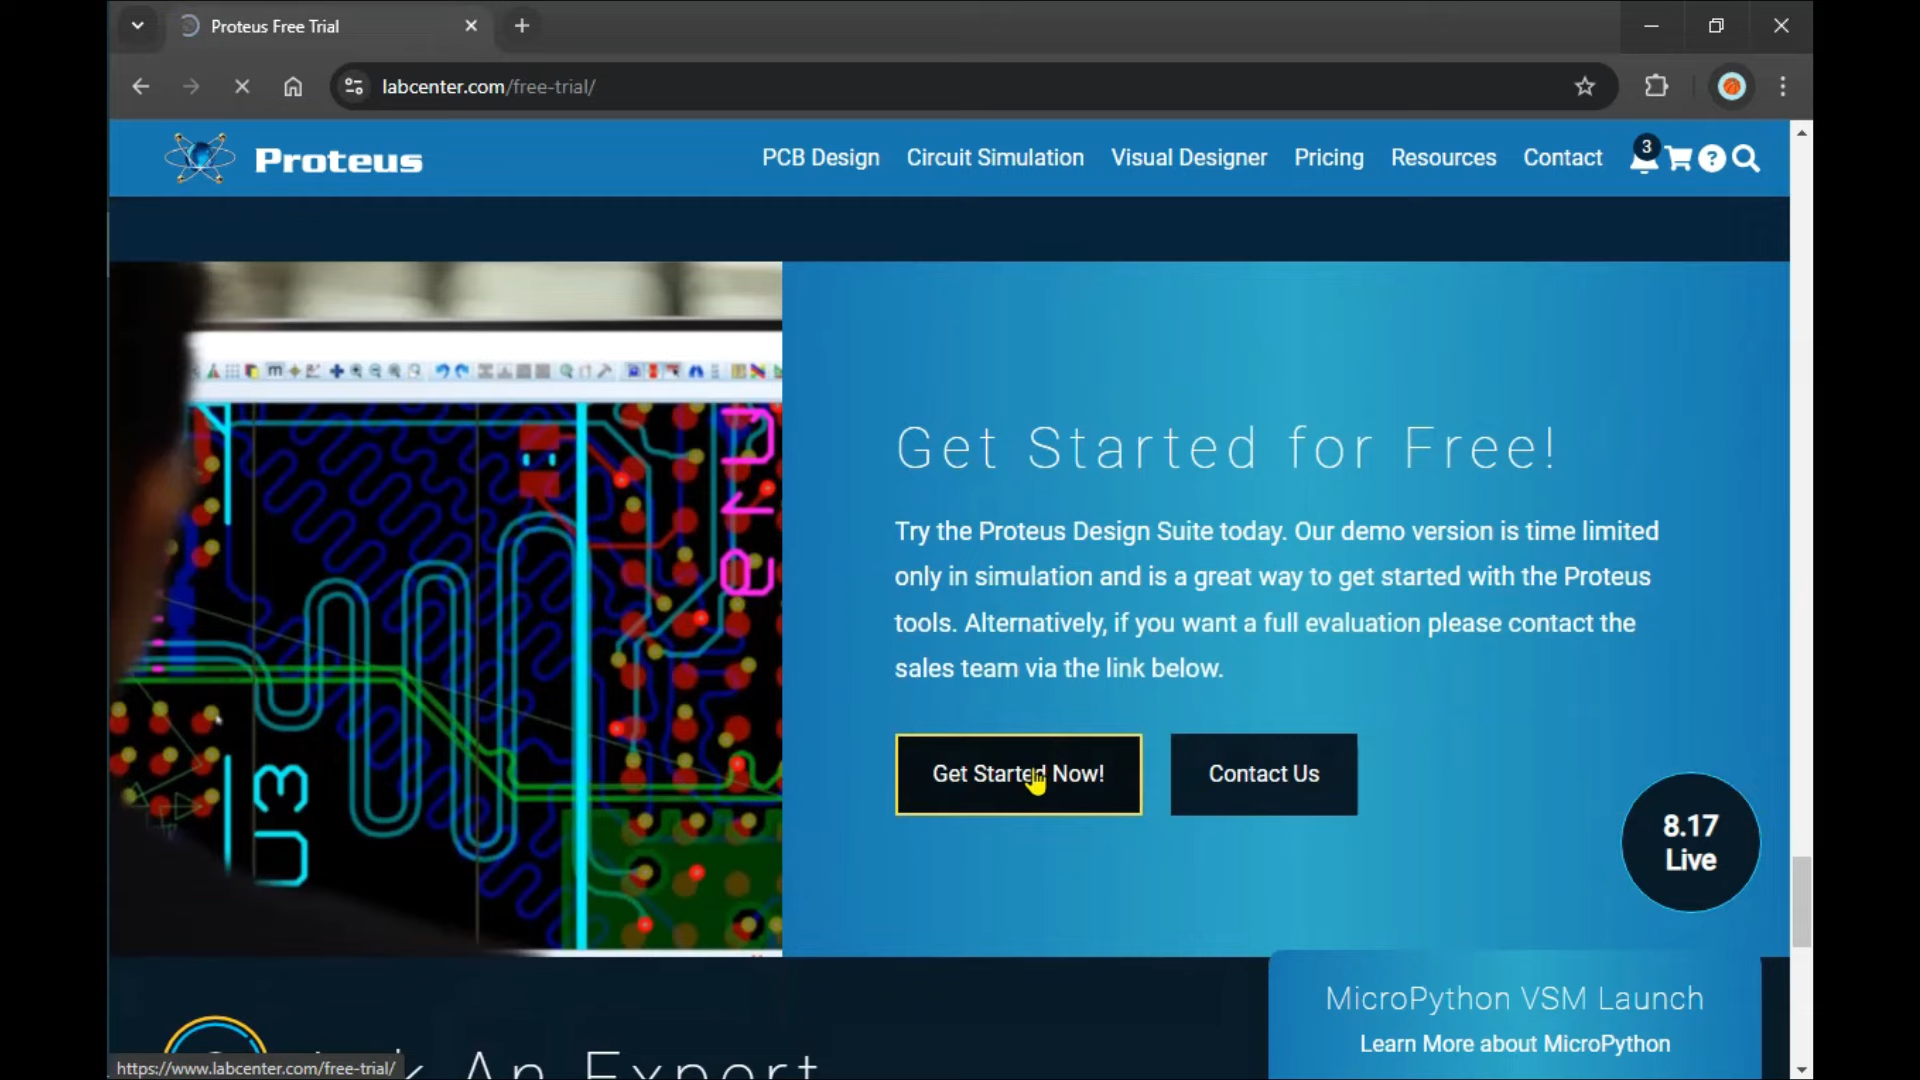 Proteus Free Trial
labcenter.com/free-trial/
Proteus
PCB Design
Circuit Simulation
Visual Designer
Pricing
Resources
Contact
3
U3
Get Started for Free!
Try the Proteus Design Suite today. Our demo version is time limited
only in simulation and is a great way to get started with the Proteus
tools. Alternatively, if you want a full evaluation please contact the
sales team via the link below.
Get Started Now!
Contact Us
8.17
Live
MicroPython VSM Launch
Learn More about MicroPython
An Expert
https://www.labcenter.com/free-trial/